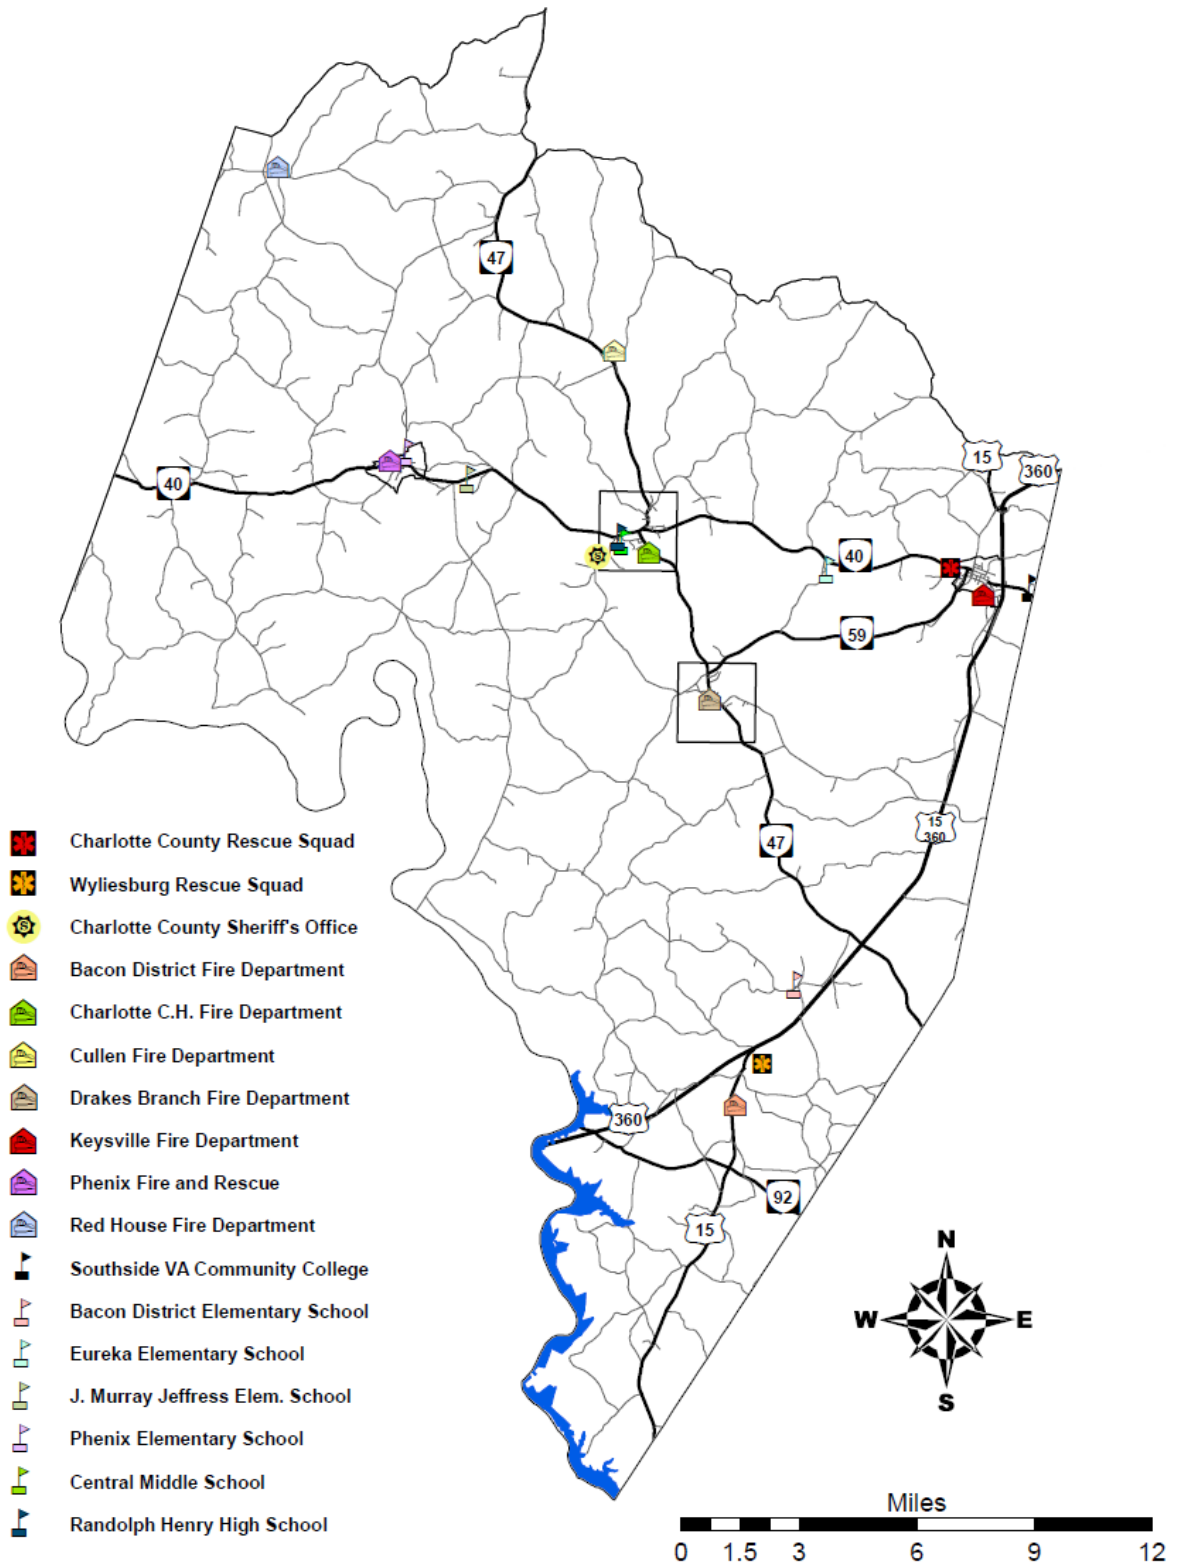 47
15
360
40
40
59
15
360
47
Charlotte County Rescue Squad
Wyliesburg Rescue Squad
S Charlotte County Sheriff's Office
Bacon District Fire Department
Charlotte C.H. Fire Department
Cullen Fire Department
Drakes Branch Fire Department
Keysville Fire Department
Phenix Fire and Rescue
Red House Fire Department
Southside VA Community College
Bacon District Elementary School
Eureka Elementary School
J. Murray Jeffress Elem. School
Phenix Elementary School
Central Middle School
Randolph Henry High School
360
92
15
N
W E
S
Miles
0 1.5 3 6 9 12